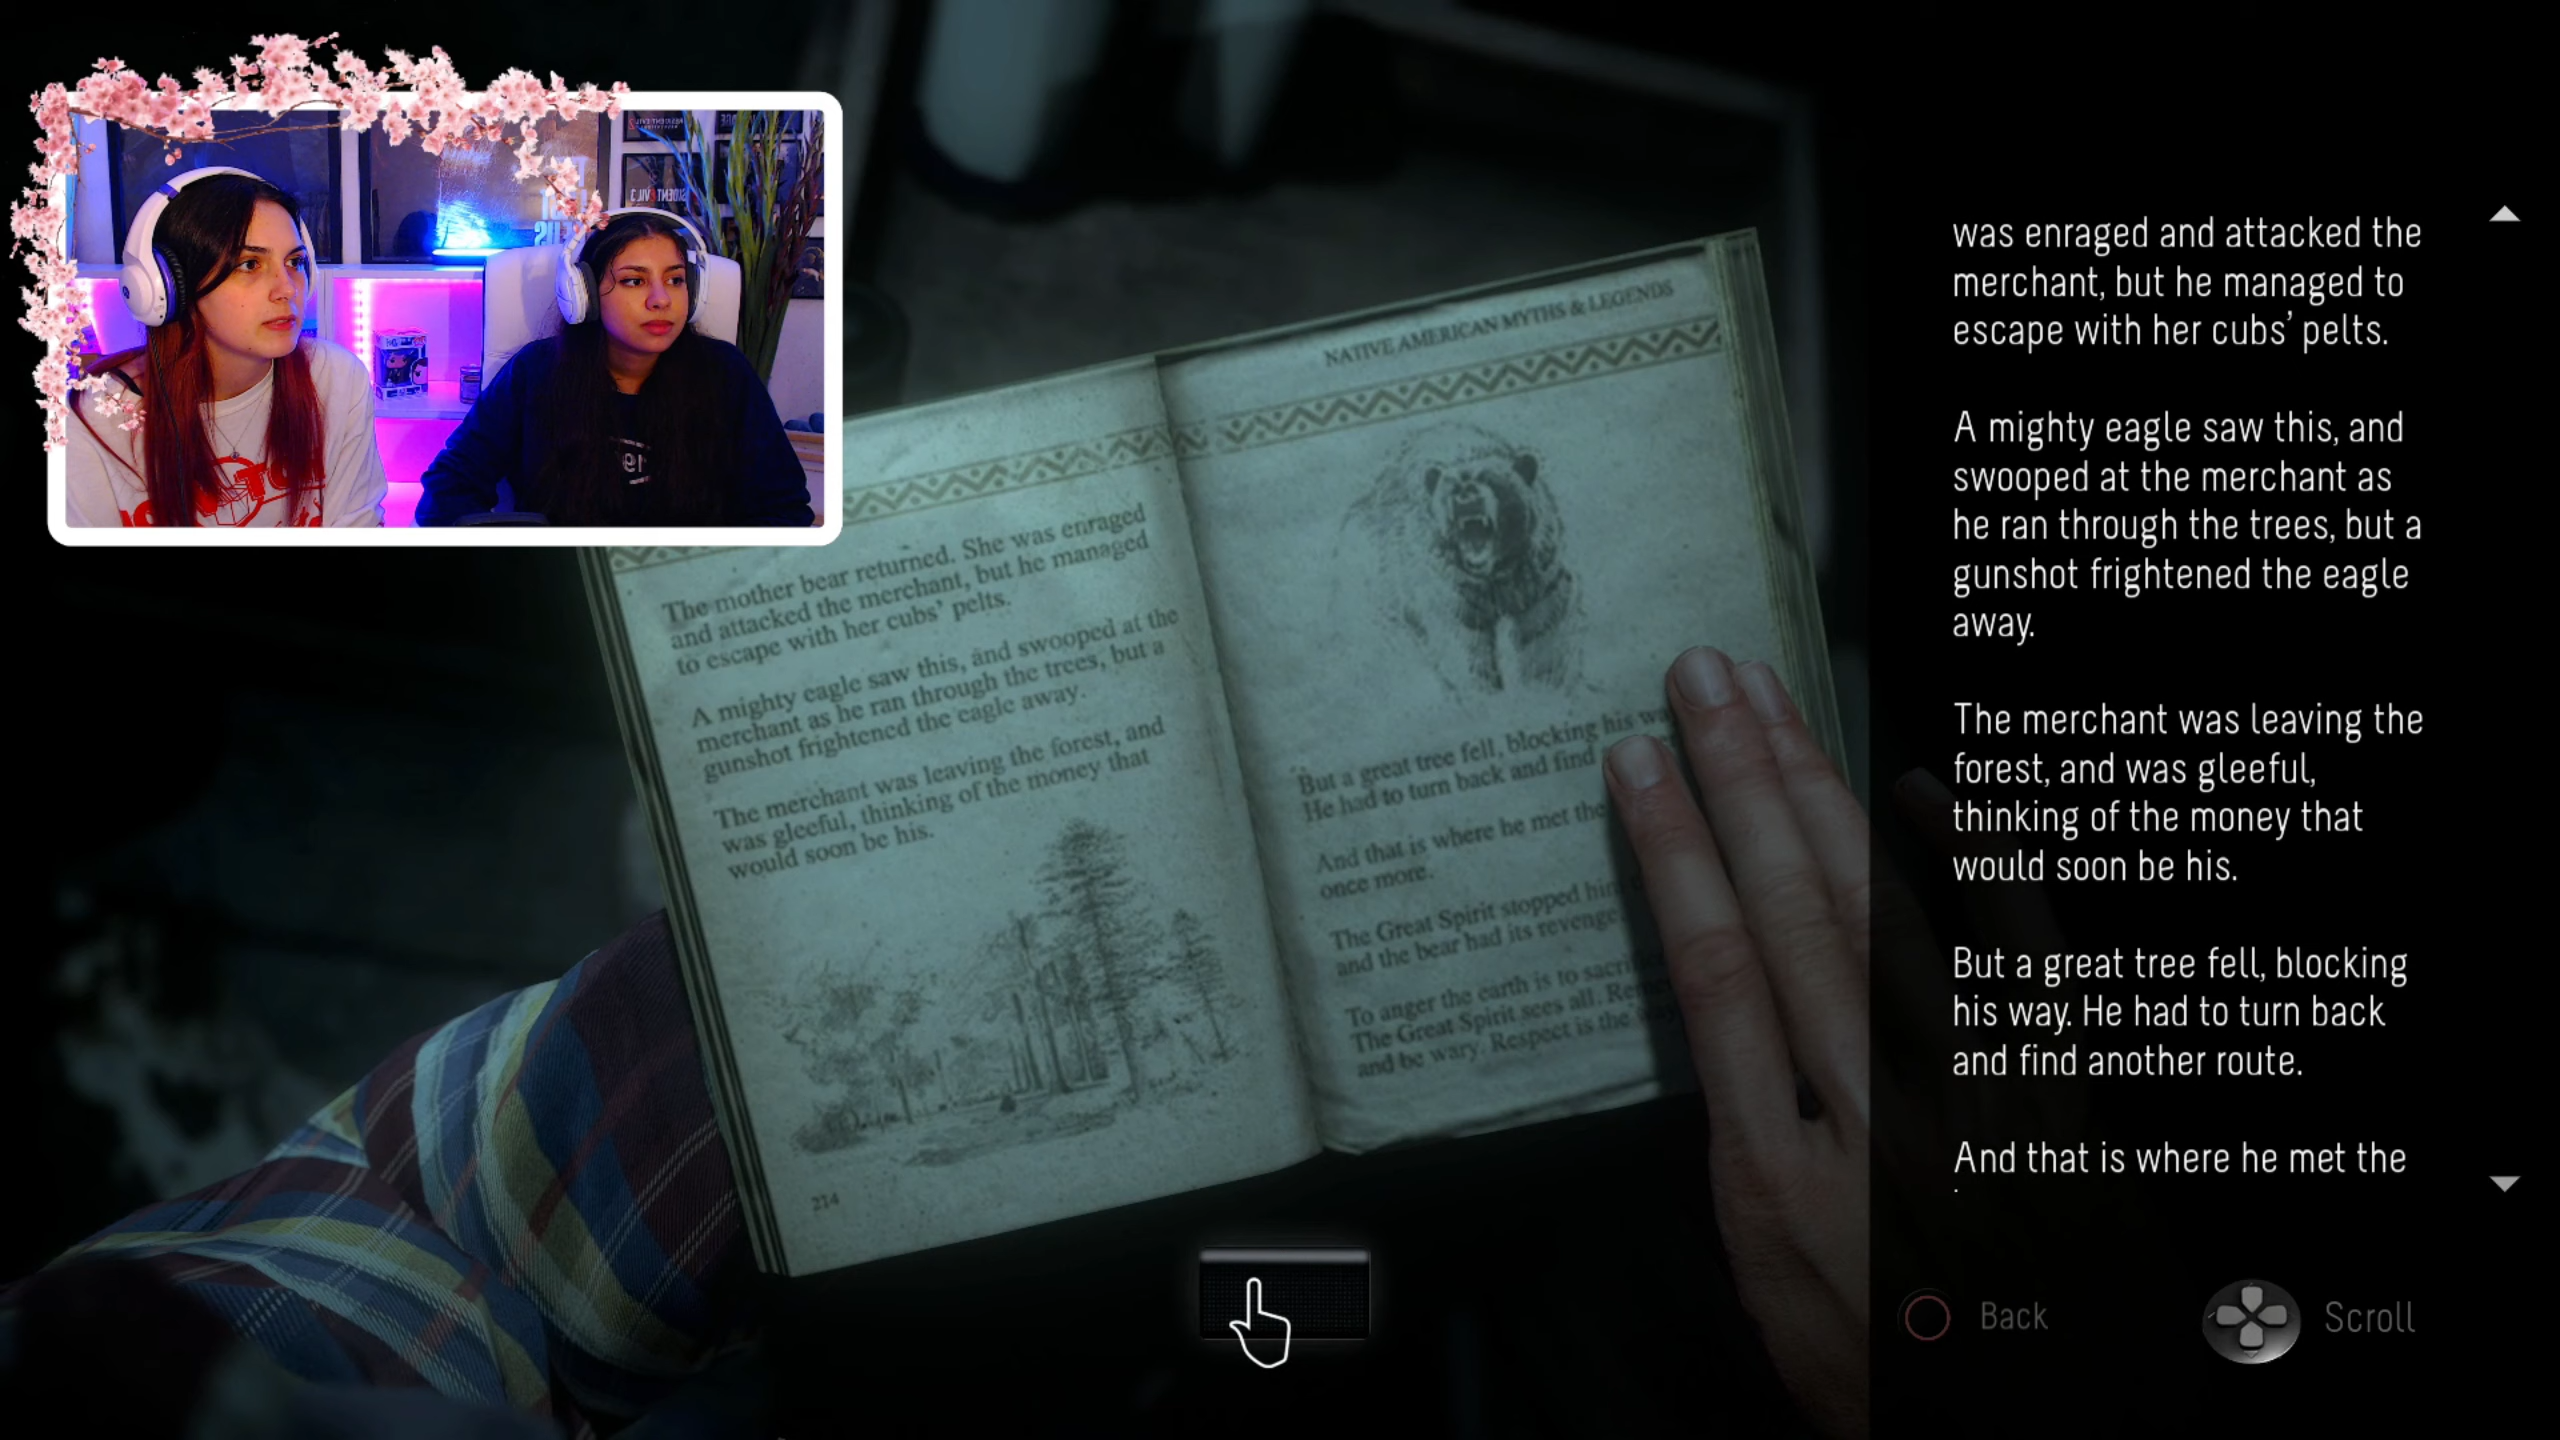 NATIVE AMERICAN MYTHS & LEGENDS
The mother bear returned. She was enraged
and attacked the merchant, but he managed
to escape with her cubs’ pelts.
A mighty eagle saw this, and swooped at the
merchant as he ran through the trees, but a
gunshot frightened the eagle away.
The merchant was leaving the forest, and
was gleeful, thinking of the money that
would soon be his.
214
But a great tree fell, blocking his
He had to turn back and find
And that is where he met the
once more.
The Great Spirit stopped him
and the bear had its revenge
To anger the earth is to
The Great Spirit sees all.
and be wary. Respect is the
was enraged and attacked the
merchant, but he managed to
escape with her cubs’ pelts.
A mighty eagle saw this, and
swooped at the merchant as
he ran through the trees, but a
gunshot frightened the eagle
away.
The merchant was leaving the
forest, and was gleeful,
thinking of the money that
would soon be his.
But a great tree fell, blocking
his way. He had to turn back
and find another route.
And that is where he met the
Back
Scroll